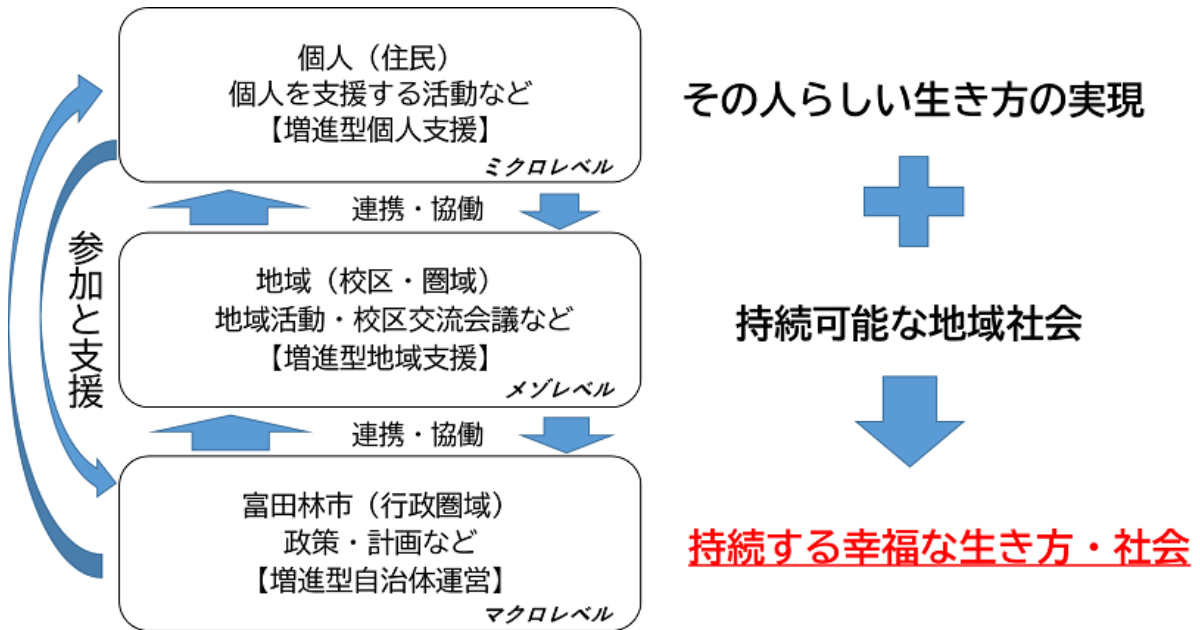 個人（住民）
個人を支援する活動など
【増進型個人支援】
ミクロレベル
連携・協働
地域（校区・圏域）
地域活動・校区交流会議など
【増進型地域支援】
メゾレベル
連携・協働
富田林市（行政圏域）
政策・計画など
【増進型自治体運営】
マクロレベル
参加と支援
その人らしい生き方の実現
持続可能な地域社会
持続する幸福な生き方・社会